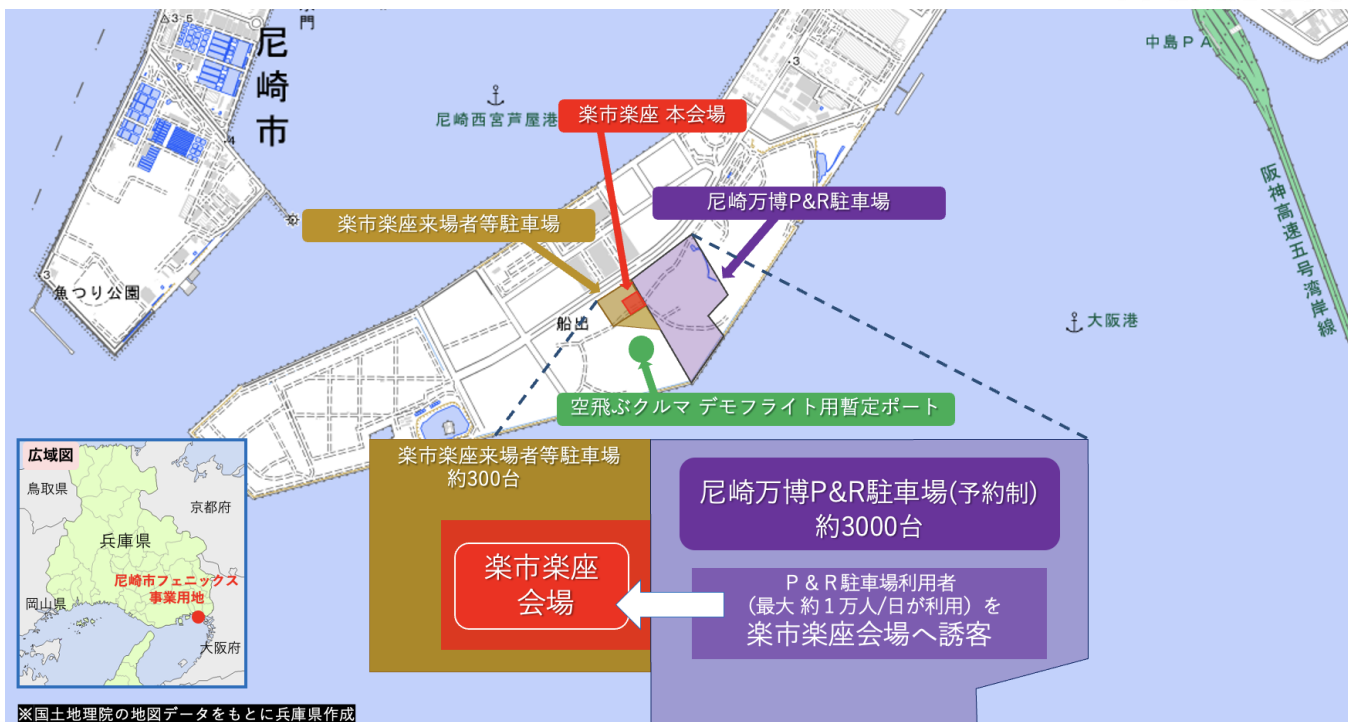 京門
3-5
尼崎市
4
3
魚つり公園
尼崎西宮芦屋港
3
中島PA
阪神高速五号湾岸線
大阪港
船出
楽市楽座 本会場
尼崎万博P&R駐車場
楽市楽座来場者等駐車場
空飛ぶクルマ デモフライト用暫定ポート
楽市楽座来場者等駐車場
約300台
楽市楽座
会場
尼崎万博P&R駐車場(予約制)
約3000台
P & R 駐車場利用者
（最大 約１万人/日が利用）を
楽市楽座会場へ誘客
広域図
鳥取県
京都府
兵庫県
尼崎市フェニックス
事業用地
岡山県
大阪府
※国土地理院の地図データをもとに兵庫県作成